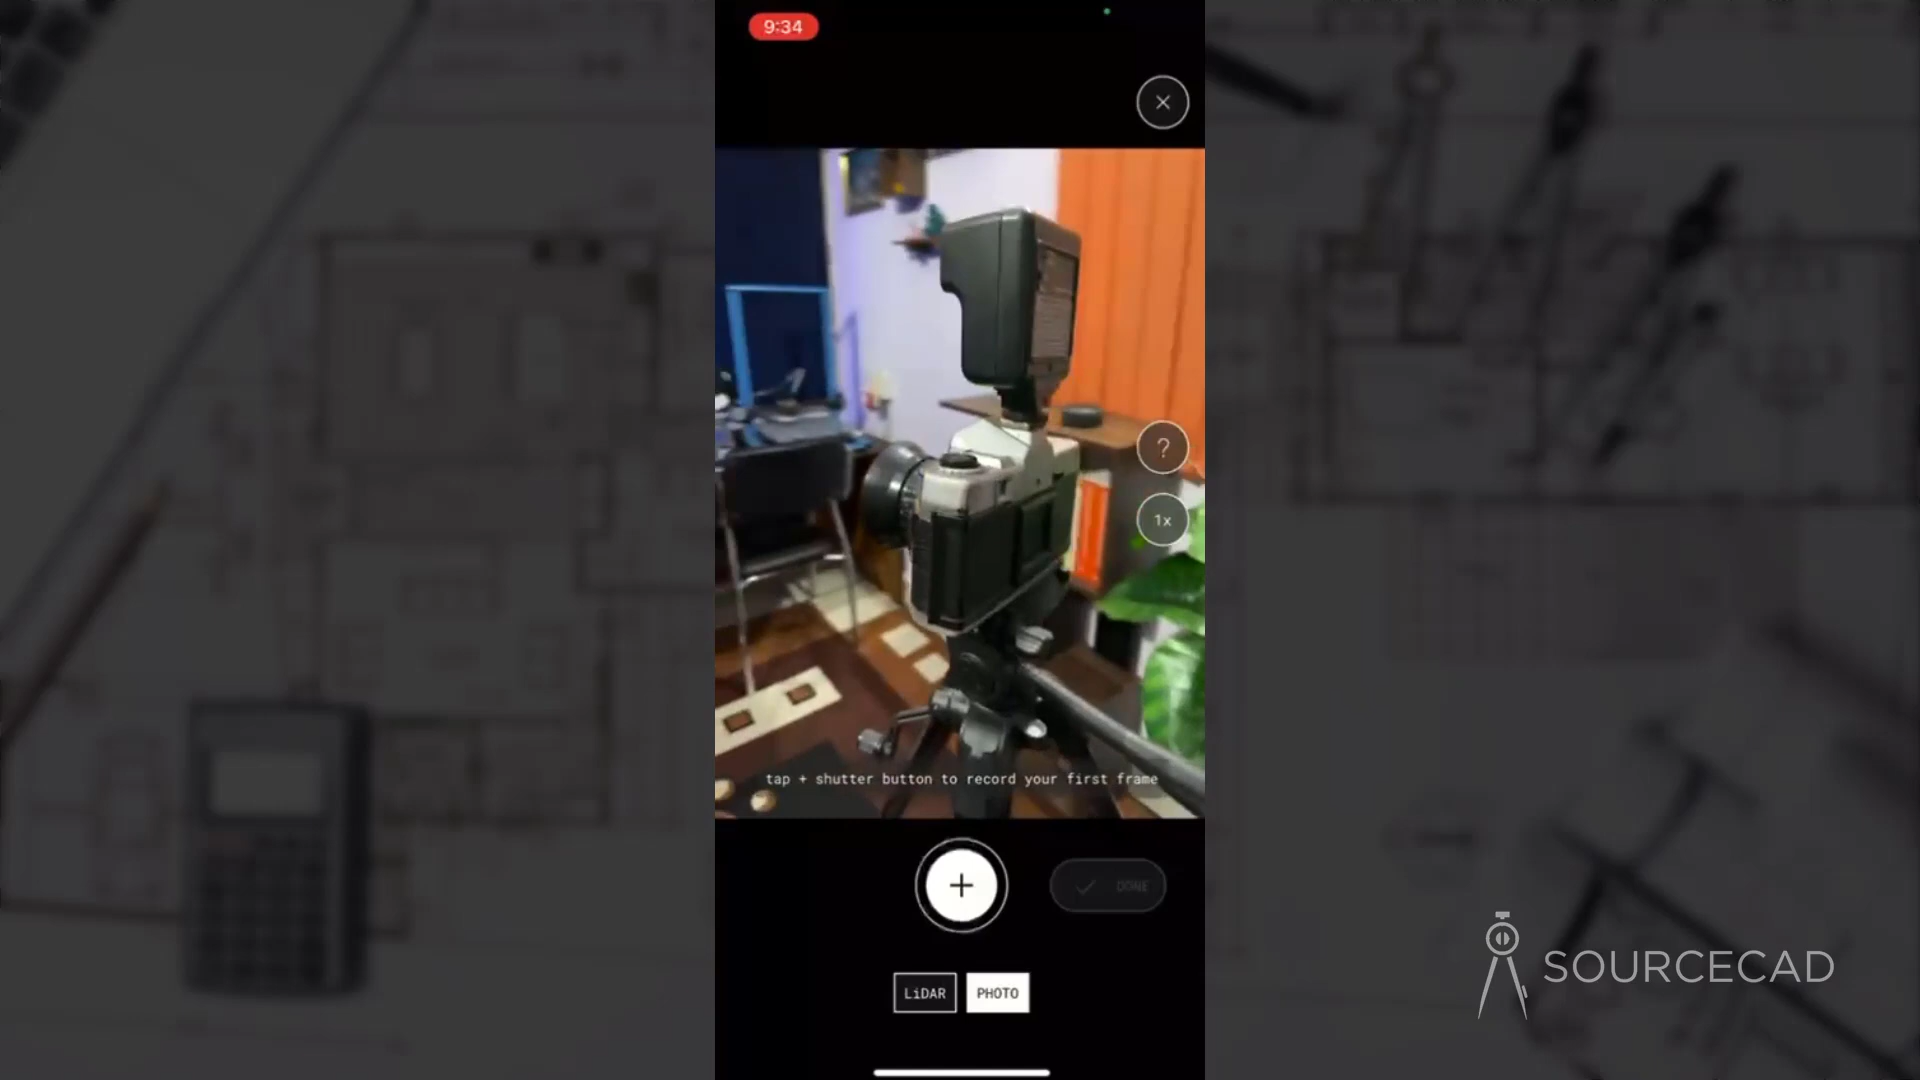 9:34
?
1x
tap + shutter button to record your first frame
DONE
LiDAR
PHOTO
SOURCECAD